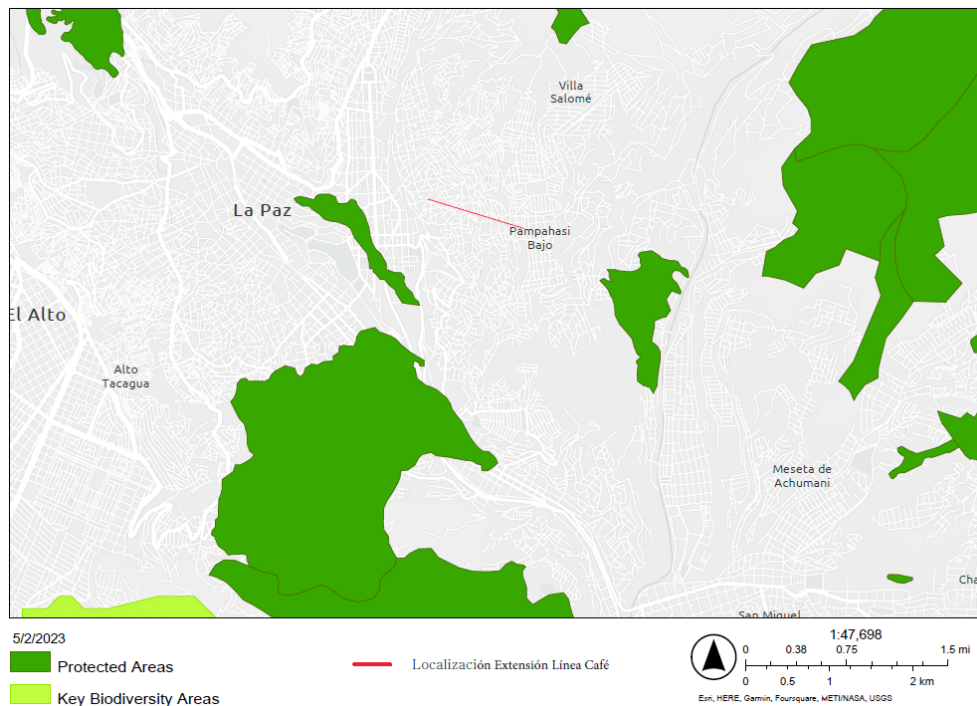 Villa
Salomé
La Paz
Pampahasi
Bajo
El Alto
Alto
Tacagua
Meseta de
Achumani
Cha
San Miguel
5/2/2023
Protected Areas
Key Biodiversity Areas
Localización Extensión Línea Café
1:47,698
0 0.38 0.75 1.5 mi
0 0.5 1 2 km
Esri, HERE, Garmin, Foursquare, METI/NASA, USGS